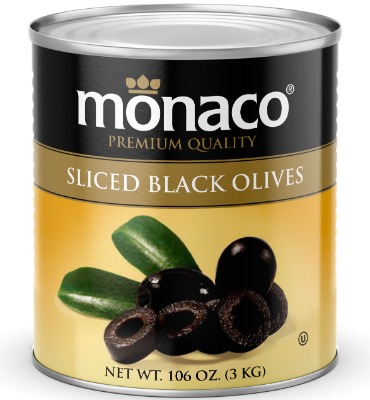 monaco®
PREMIUM QUALITY
SLICED BLACK OLIVES
U
NET WT. 106 OZ. (3 KG)